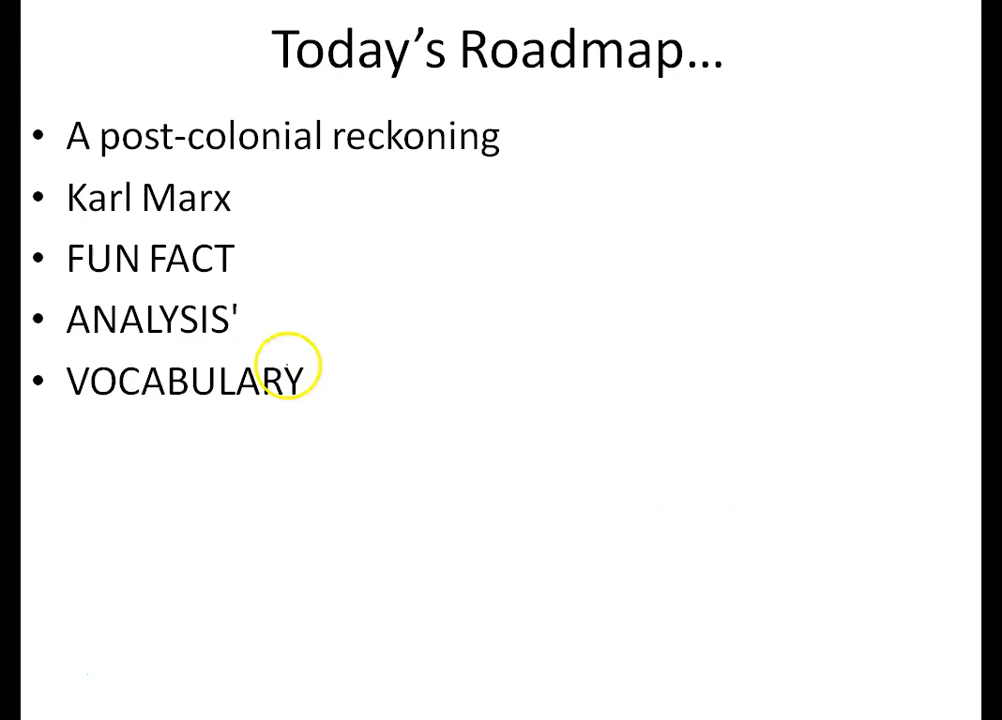 Today’s Roadmap…
• A post-colonial reckoning
• Karl Marx
• FUN FACT
• ANALYSIS'
• VOCABULARY